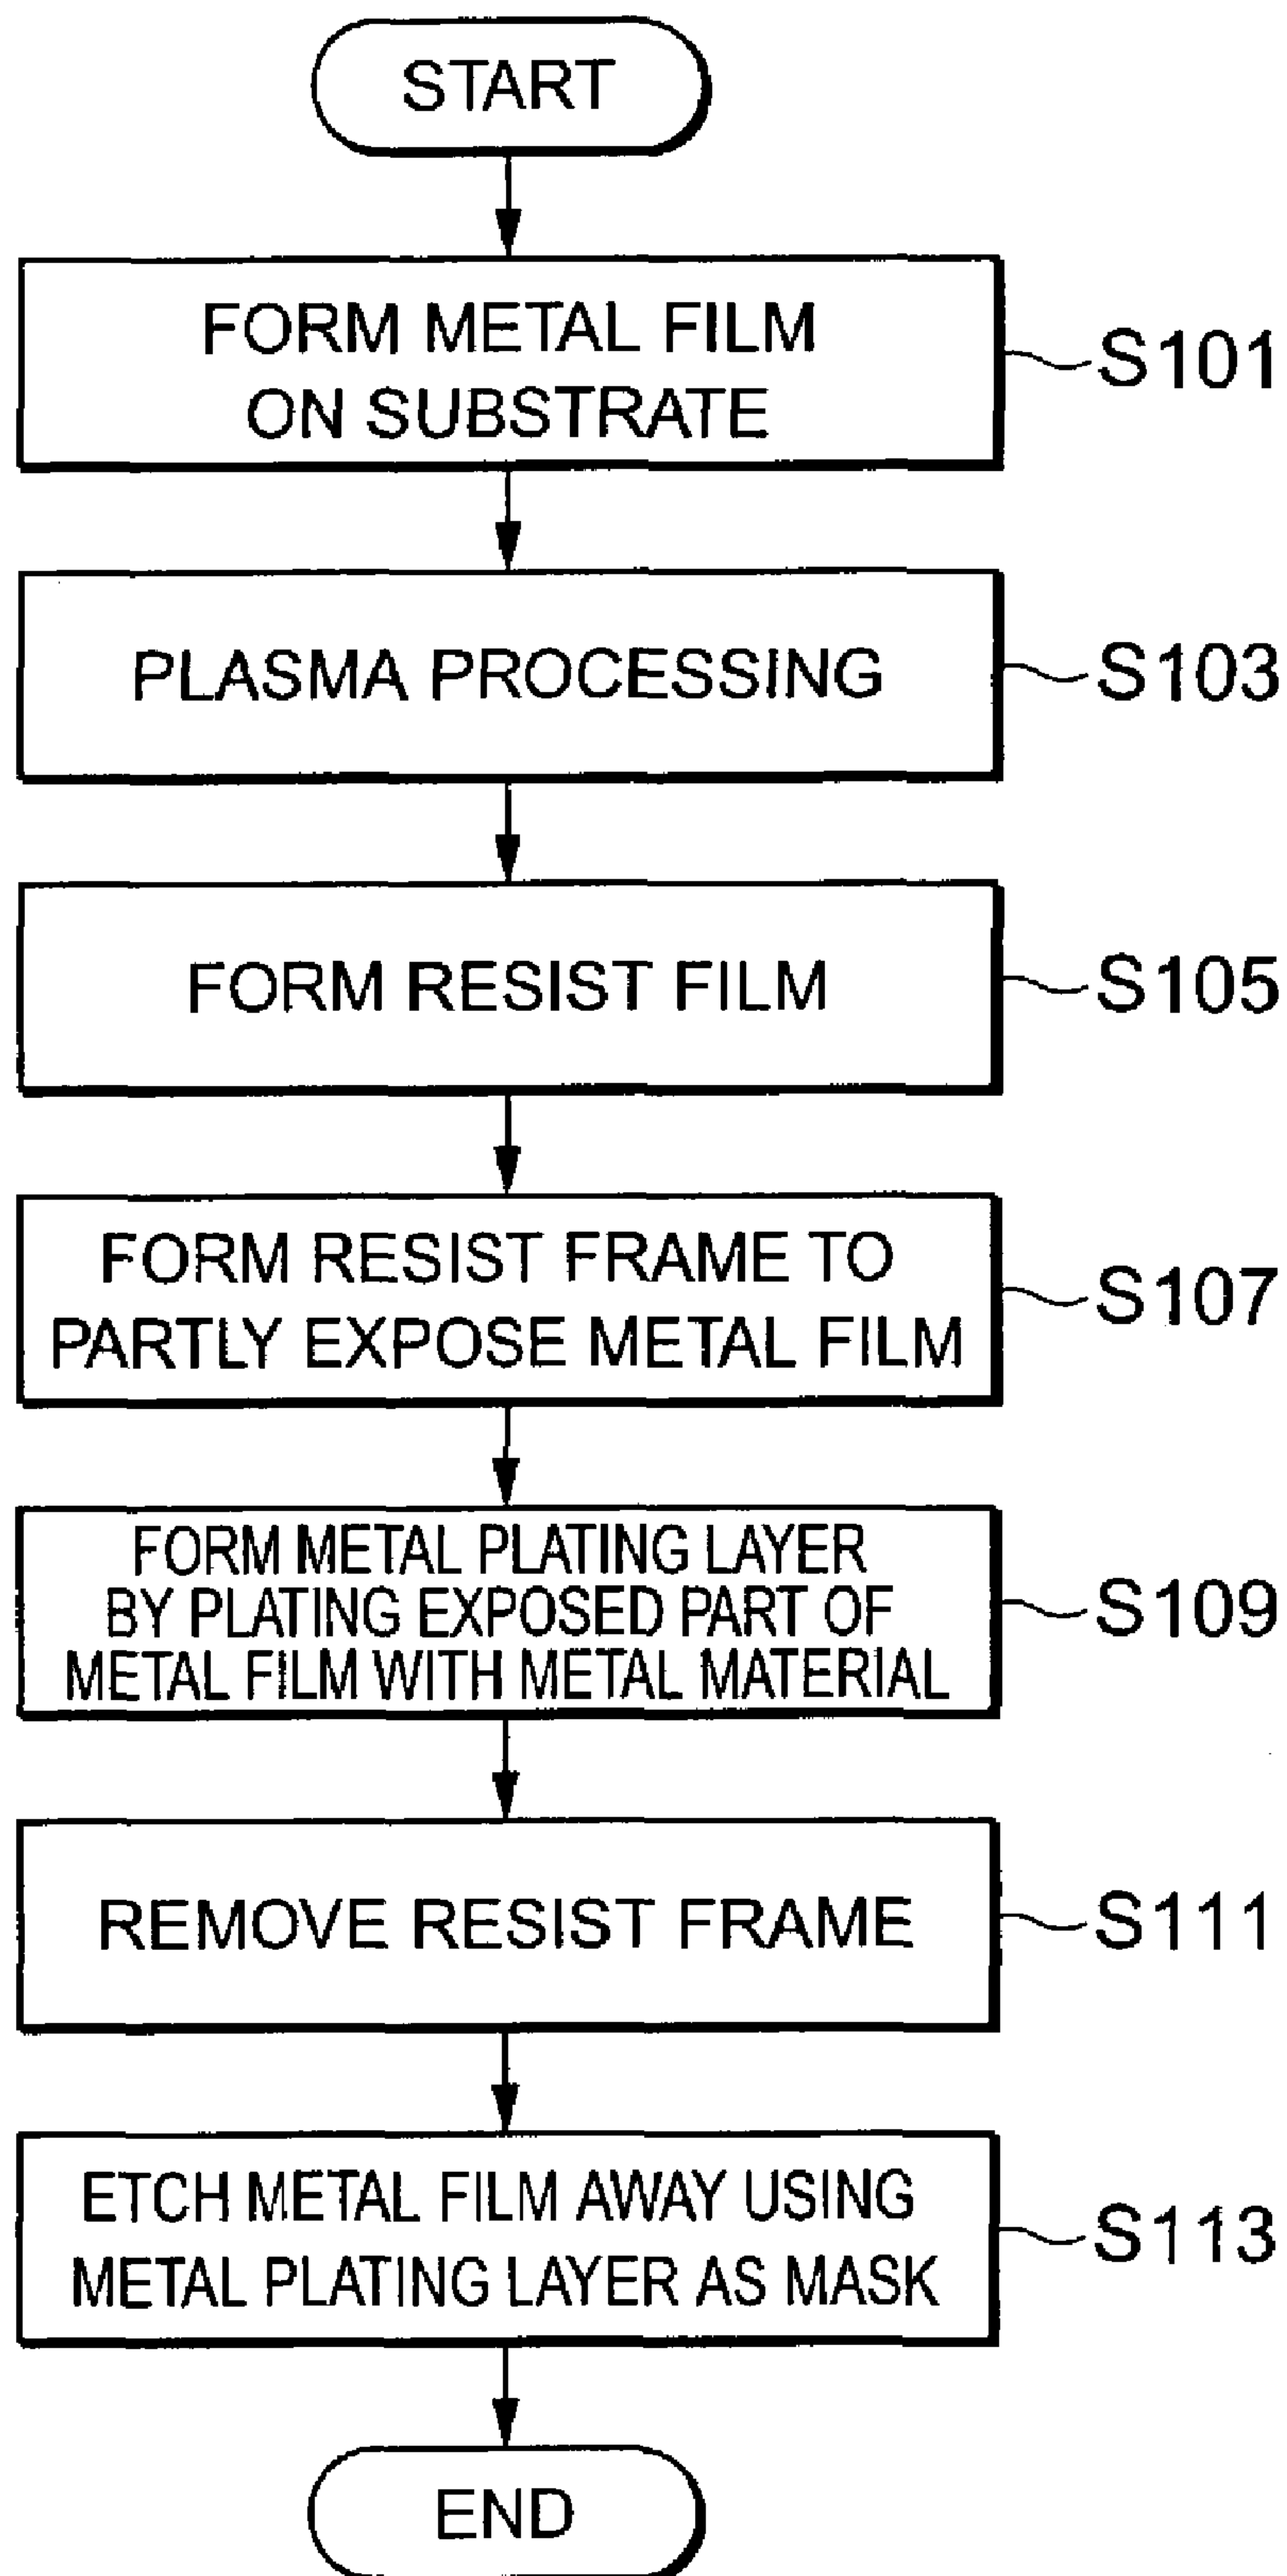 START
FORM METAL FILM
ON SUBSTRATE
S101
PLASMA PROCESSING
S103
FORM RESIST FILM
S105
FORM RESIST FRAME TO
PARTLY EXPOSE METAL FILM
S107
FORM METAL PLATING LAYER
BY PLATING EXPOSED PART OF
METAL FILM WITH METAL MATERIAL
S109
REMOVE RESIST FRAME
S111
ETCH METAL FILM AWAY USING
METAL PLATING LAYER AS MASK
S113
END